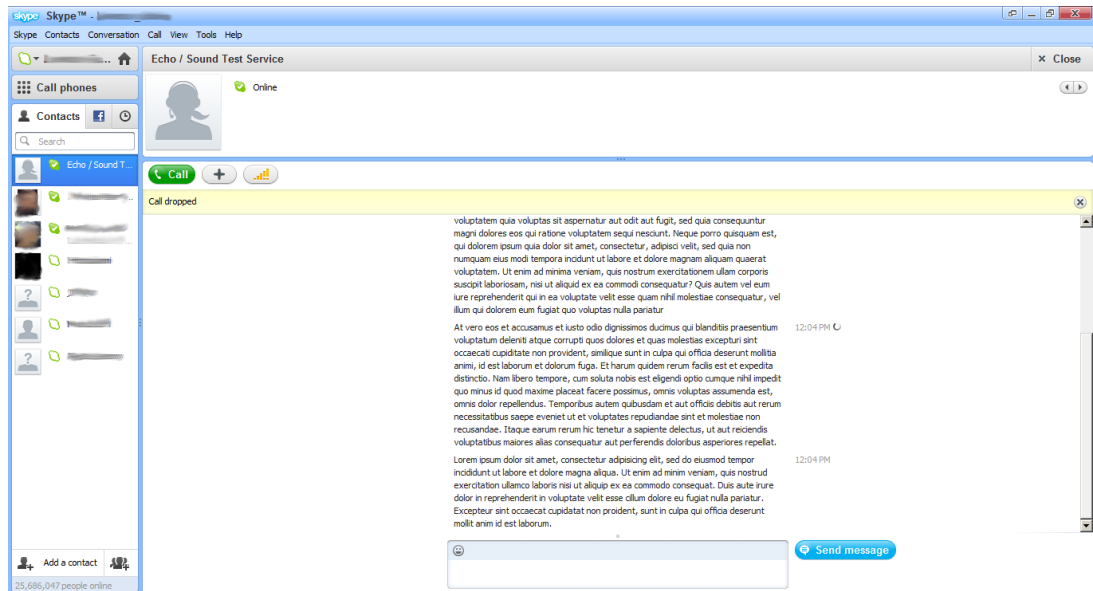 skype Skype™ -
Skype Contacts Conversation Call View Tools Help
... Echo / Sound Test Service × Close
Call phones
Online
Contacts
Search
Echo / Sound T...
Call
Call dropped
voluptatem quia voluptas sit aspernatur aut odit aut fugit, sed quia consequuntur
magni dolores eos qui ratione voluptatem sequi nesciunt. Neque porro quisquam est,
qui dolorem ipsum quia dolor sit amet, consectetur, adipisci velit, sed quia non
numquam eius modi tempora incidunt ut labore et dolore magnam aliquam quaerat
voluptatem. Ut enim ad minima veniam, quis nostrum exercitationem ullam corporis
suscipit laboriosam, nisi ut aliquid ex ea commodi consequatur? Quis autem vel eum
iure reprehenderit qui in ea voluptate velit esse quam nihil molestiae consequatur, vel
illum qui dolorem eum fugiat quo voluptas nulla pariatur
At vero eos et accusamus et iusto odio dignissimos ducimus qui blanditiis praesentium 12:04 PM
voluptatum deleniti atque corrupti quos dolores et quas molestias excepturi sint
occaecati cupiditate non provident, similique sunt in culpa qui officia deserunt mollitia
animi, id est laborum et dolorum fuga. Et harum quidem rerum facilis est et expedita
distinctio. Nam libero tempore, cum soluta nobis est eligendi optio cumque nihil impedit
quo minus id quod maxime placeat facere possimus, omnis voluptas assumenda est,
omnis dolor repellendus. Temporibus autem quibusdam et aut officiis debitis aut rerum
necessitatibus saepe eveniet ut et voluptates repudiandae sint et molestiae non
recusandae. Itaque earum rerum hic tenetur a sapiente delectus, ut aut reiciendis
voluptatibus maiores alias consequatur aut perferendis doloribus asperiores repellat.
Lorem ipsum dolor sit amet, consectetur adipisicing elit, sed do eiusmod tempor 12:04 PM
incididunt ut labore et dolore magna aliqua. Ut enim ad minim veniam, quis nostrud
exercitation ullamco laboris nisi ut aliquip ex ea commodo consequat. Duis aute irure
dolor in reprehenderit in voluptate velit esse cillum dolore eu fugiat nulla pariatur.
Excepteur sint occaecat cupidatat non proident, sunt in culpa qui officia deserunt
mollit anim id est laborum.
Send message
Add a contact
25,686,047 people online